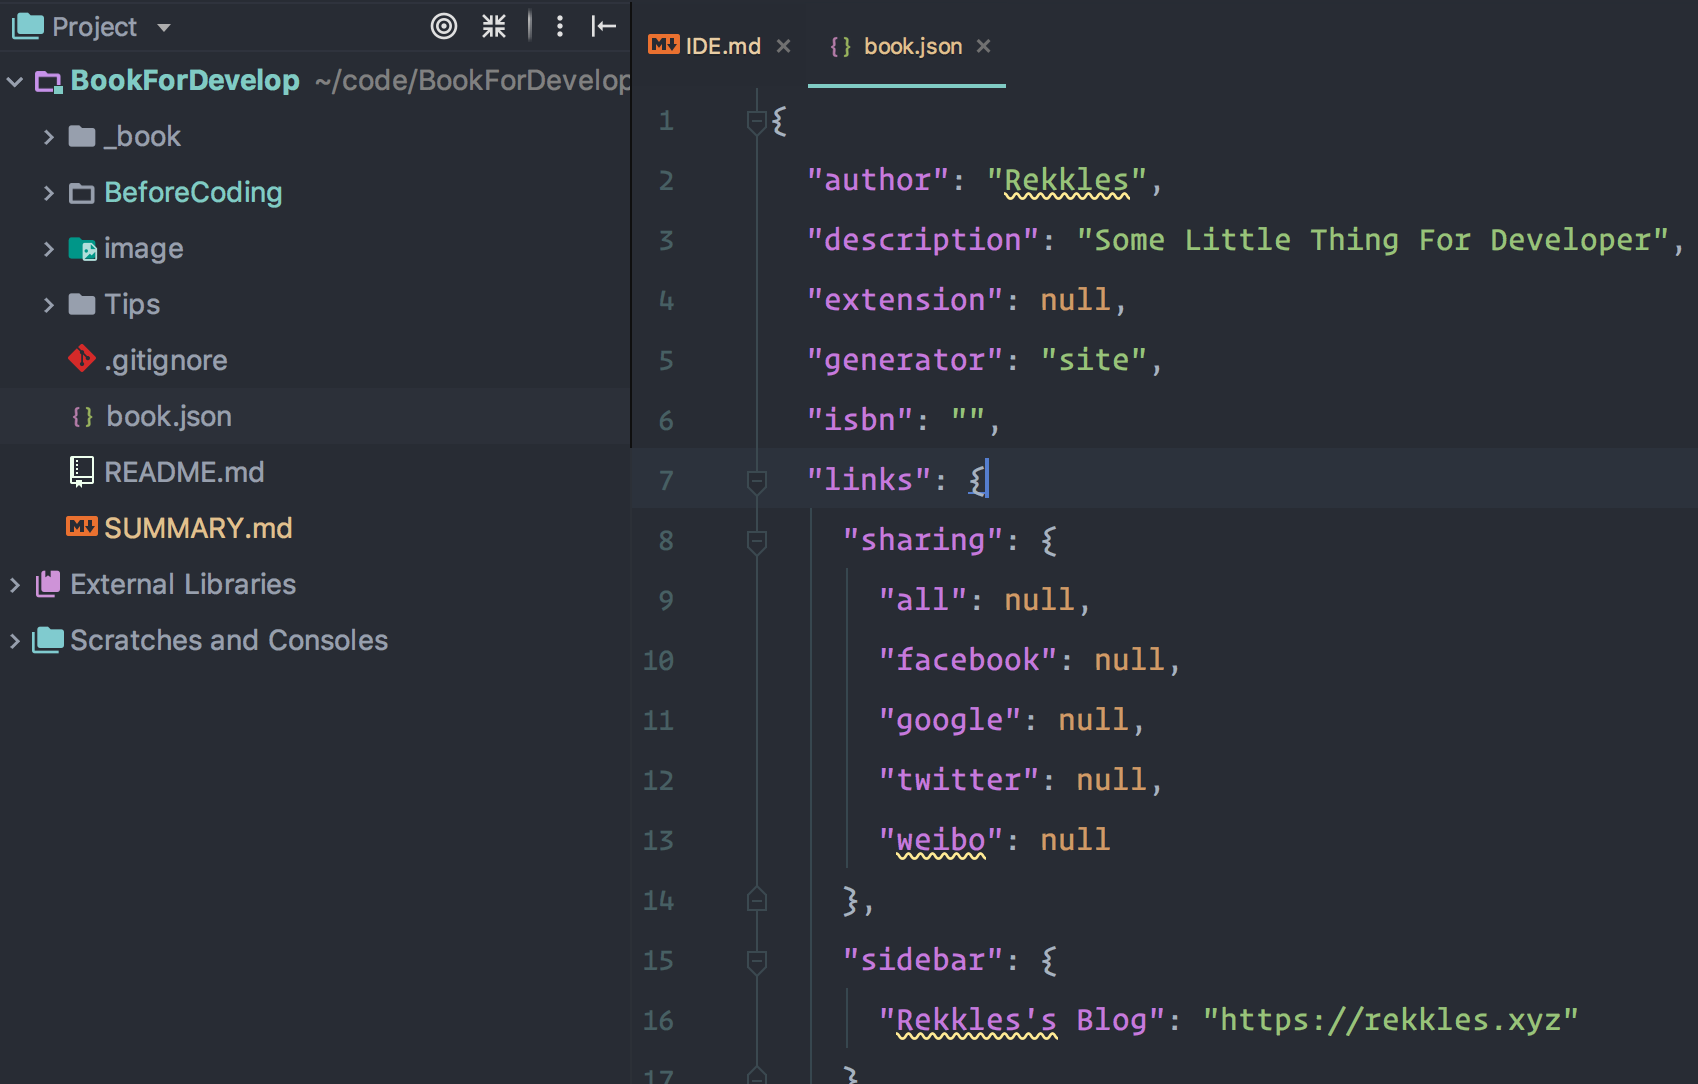 Project
BookForDevelop ~/code/BookForDevelop
_book
BeforeCoding
image
Tips
.gitignore
{} book.json
README.md
M↓ SUMMARY.md
External Libraries
Scratches and Consoles
M↓ IDE.md × {} book.json ×
1 {
2 "author": "Rekkles",
3 "description": "Some Little Thing For Developer",
4 "extension": null,
5 "generator": "site",
6 "isbn": "",
7 "links": {
8 "sharing": {
9 "all": null,
10 "facebook": null,
11 "google": null,
12 "twitter": null,
13 "weibo": null
14 },
15 "sidebar": {
16 "Rekkles's Blog": "https://rekkles.xyz"
17 }